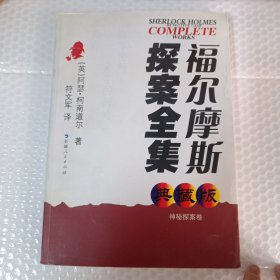 SHERLOCK HOLMES
COMPLETE
WORKS
福尔摩斯
探案全集
[英]阿瑟·柯南道尔 著
符文军 译
典藏版
神秘探案卷